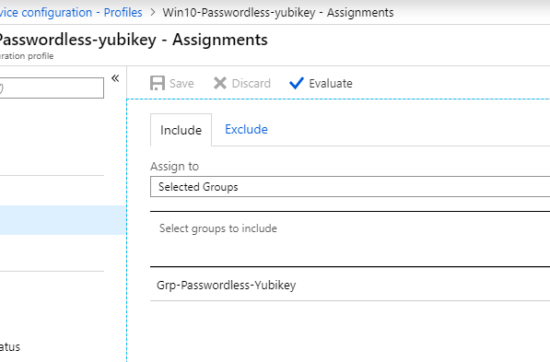 vice configuration - Profiles > Win10-Passwordless-yubikey - Assignments
Passwordless-yubikey - Assignments
uration profile
«
Save Discard Evaluate
Include Exclude
Assign to
Selected Groups
Select groups to include
Grp-Passwordless-Yubikey
atus